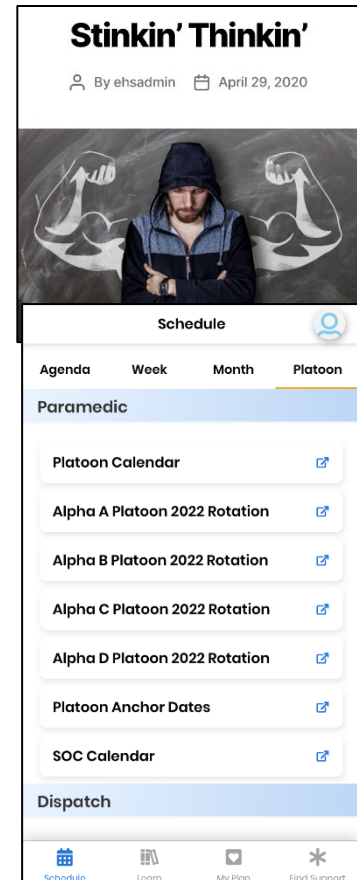 Stinkin’ Thinkin’
By ehsadmin April 29, 2020
Schedule
Agenda Week Month Platoon
Paramedic
Platoon Calendar
Alpha A Platoon 2022 Rotation
Alpha B Platoon 2022 Rotation
Alpha C Platoon 2022 Rotation
Alpha D Platoon 2022 Rotation
Platoon Anchor Dates
SOC Calendar
Dispatch
Schedule Learn My Plan Find Support